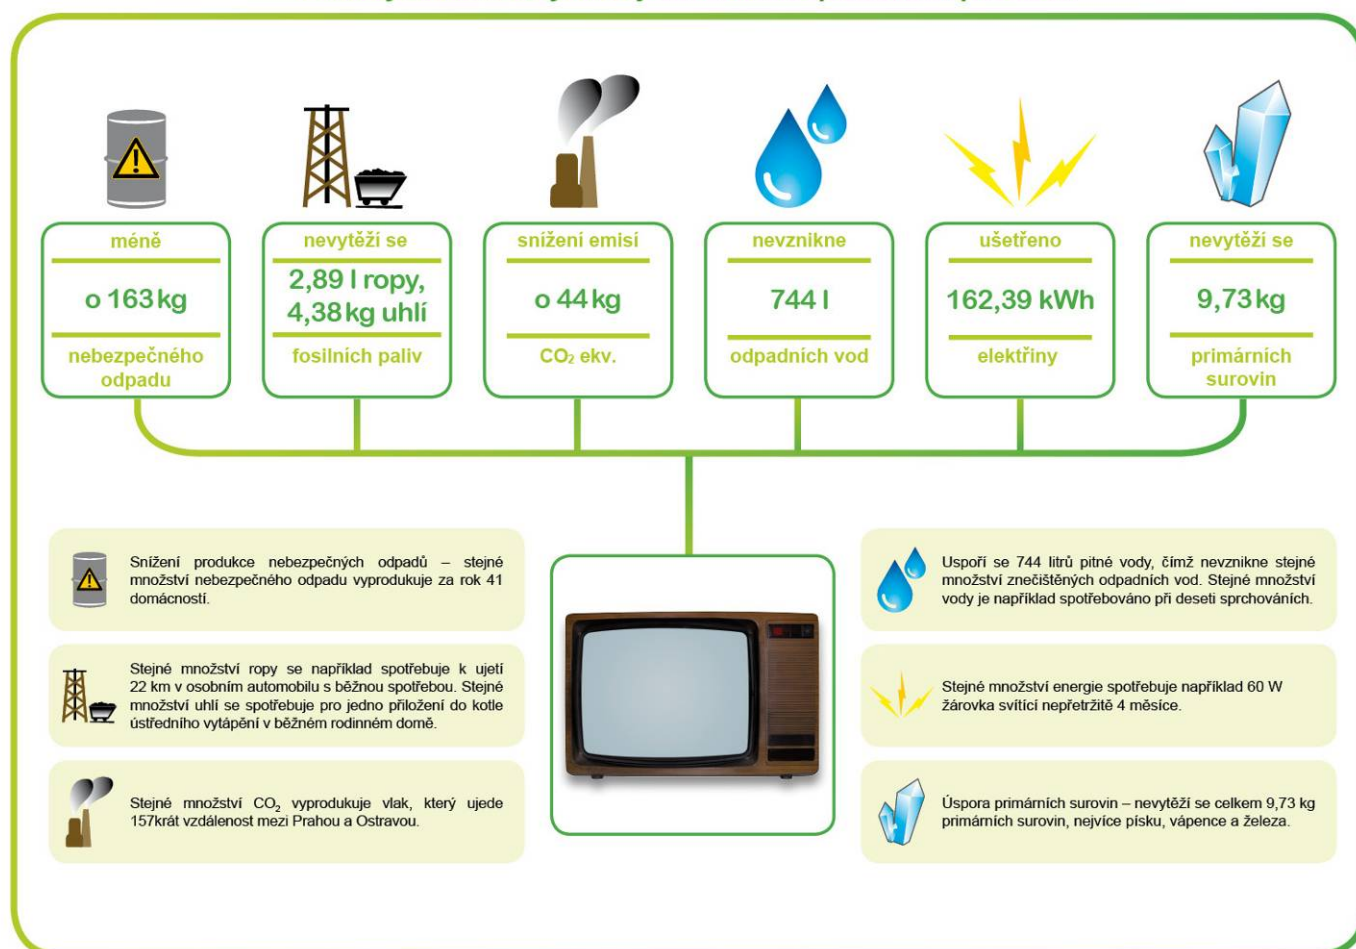 méně
o 163 kg
nebezpečného
odpadu
nevytěží se
2,89 l ropy,
4,38 kg uhlí
fosilních paliv
snížení emisí
o 44 kg
CO₂ ekv.
nevznikne
744 l
odpadních vod
ušetřeno
162,39 kWh
elektřiny
nevytěží se
9,73 kg
primárních
surovin
Snížení produkce nebezpečných odpadů – stejné
množství nebezpečného odpadu vyprodukuje za rok 41
domácností.
Stejné množství ropy se například spotřebuje k ujetí
22 km v osobním automobilu s běžnou spotřebou. Stejné
množství uhlí se spotřebuje pro jedno přiložení do kotle
ústředního vytápění v běžném rodinném domě.
Stejné množství CO₂ vyprodukuje vlak, který ujede
157krát vzdálenost mezi Prahou a Ostravou.
Uspoří se 744 litrů pitné vody, čímž nevznikne stejné
množství znečištěných odpadních vod. Stejné množství
vody je například spotřebováno při deseti sprchováních.
Stejné množství energie spotřebuje například 60 W
žárovka svítící nepřetržitě 4 měsíce.
Úspora primárních surovin – nevytěží se celkem 9,73 kg
primárních surovin, nejvíce písku, vápence a železa.